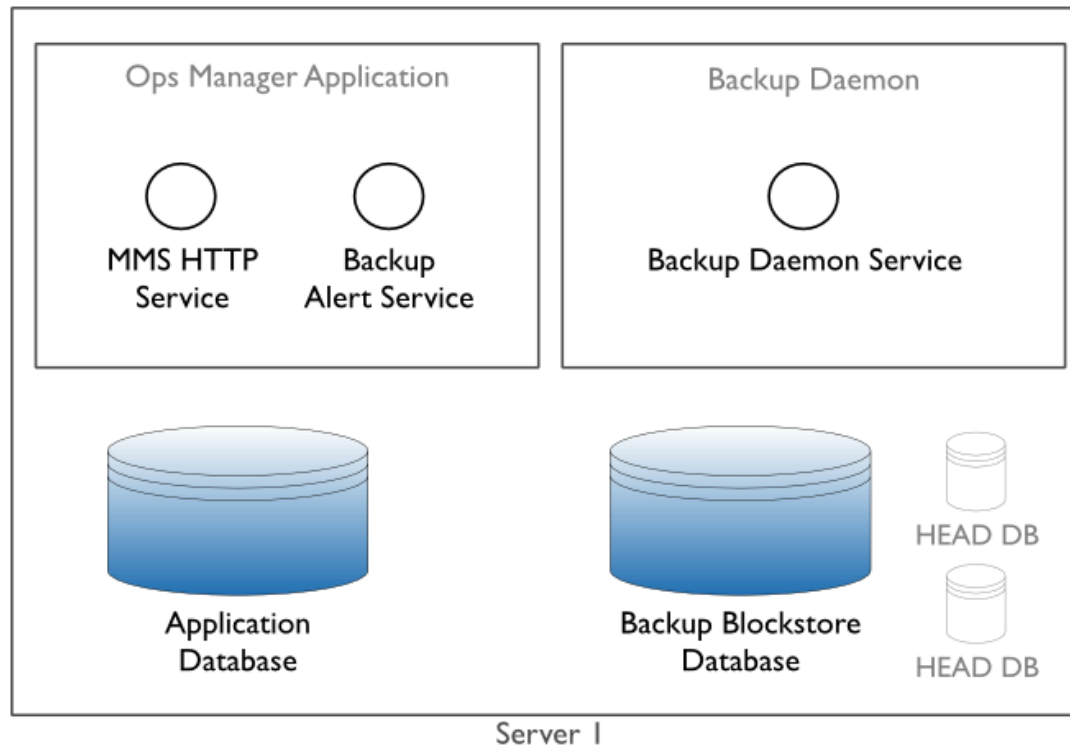 Ops Manager Application
Backup Daemon
MMS HTTP
Service
Backup
Alert Service
Backup Daemon Service
Application
Database
Backup Blockstore
Database
HEAD DB
HEAD DB
Server 1